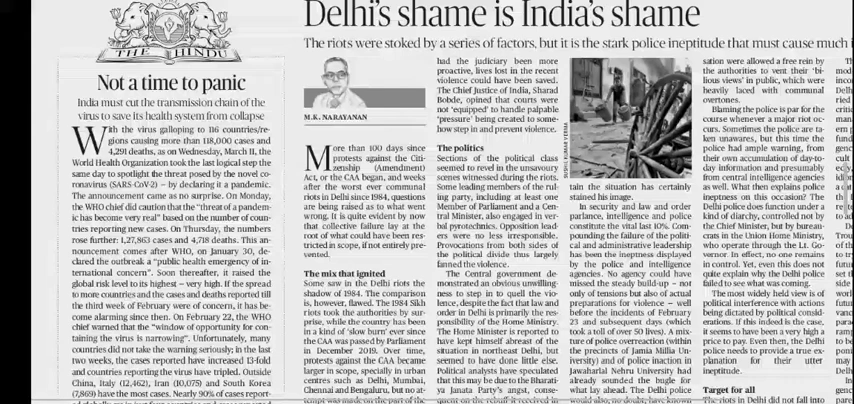 THE HINDU
Not a time to panic
India must cut the transmission chain of the
virus to save its health system from collapse
With the virus galloping to 116 countries/re-
gions causing more than 118,000 cases and
4,291 deaths, as on Wednesday, March 11, the
World Health Organization took the last logical step the
same day to spotlight the threat posed by the novel co-
ronavirus (SARS-CoV-2) – by declaring it a pandemic.
The announcement came as no surprise. On Monday,
the WHO chief did caution that the “threat of a pandem-
ic has become very real” based on the number of coun-
tries reporting new cases. On Thursday, the numbers
rose further: 1,27,863 cases and 4,718 deaths. This an-
nouncement comes after WHO, on January 30, de-
clared the outbreak a “public health emergency of in-
ternational concern”. Soon thereafter, it raised the
global risk level to its highest – very high. If the spread
to more countries and the cases and deaths reported till
the third week of February were of concern, it has be-
come alarming since then. On February 22, the WHO
chief warned that the “window of opportunity for con-
taining the virus is narrowing”. Unfortunately, many
countries did not take the warning seriously. In the last
two weeks, the cases reported have increased 13-fold
and countries reporting the virus have tripled. Outside
China, Italy (12,462), Iran (10,075) and South Korea
(7,869) have the most cases. Nearly 90% of cases report-
Delhi’s shame is India’s shame
The riots were stoked by a series of factors, but it is the stark police ineptitude that must cause much
M.K. NARAYANAN
More than 100 days since
protests against the Citi-
zenship (Amendment)
Act, or the CAA began, and weeks
after the worst ever communal
riots in Delhi since 1984, questions
are being raised as to what went
wrong. It is quite evident by now
that collective failure lay at the
root of what could have been res-
tricted in scope, if not entirely pre-
vented.
The mix that ignited
Some saw in the Delhi riots the
shadow of 1984. The comparison
is, however, flawed. The 1984 Sikh
riots took the authorities by sur-
prise, while the country has been
in a kind of ‘slow burn’ ever since
the CAA was passed by Parliament
in December 2019. Over time,
protests against the CAA became
larger in scope, specially in urban
centres such as Delhi, Mumbai,
Chennai and Bengaluru, but no at-
tempt was made on the part of the
had the judiciary been more
proactive, lives lost in the recent
violence could have been saved.
The Chief Justice of India, Sharad
Bobde, opined that courts were
not ‘equipped’ to handle palpable
‘pressure’ being created to some-
how step in and prevent violence.
The politics
Sections of the political class
seemed to revel in the unsavoury
scenes witnessed during the riots.
Some leading members of the rul-
ing party, including at least one
Member of Parliament and a Cen-
tral Minister, also engaged in ver-
bal pyrotechnics. Opposition lead-
ers were no less irresponsible.
Provocations from both sides of
the political divide thus largely
fanned the violence.
The Central government de-
monstrated an obvious unwilling-
ness to step in to quell the vio-
lence, despite the fact that law and
order in Delhi is primarily the res-
ponsibility of the Home Ministry.
The Home Minister is reported to
have kept himself abreast of the
situation in northeast Delhi, but
seemed to have done little else.
Political analysts have speculated
that this may be due to the Bharati-
ya Janata Party’s angst, conse-
quent on the rebuff it received in
SUSHIL KUMAR VERMA
tain the situation has certainly
stained his image.
In security and law and order
parlance, intelligence and police
constitute the vital last 10%. Com-
pounding the failure of the politi-
cal and administrative leadership
has been the ineptness displayed
by the police and intelligence
agencies. No agency could have
missed the steady build-up – not
only of tensions but also of actual
preparations for violence – well
before the incidents of February
23 and subsequent days (which
took a toll of over 50 lives). A mix-
ture of police overreaction (within
the precincts of Jamia Millia Un-
iversity) and of police inaction in
Jawaharlal Nehru University had
already sounded the bugle for
what lay ahead. The Delhi police
would also, no doubt, have known
sation were allowed a free rein by
the authorities to vent their ‘bi-
lious views’ in public, which were
heavily laced with communal
overtones.
Blaming the police is par for the
course whenever a major riot oc-
curs. Sometimes the police are ta-
ken unawares, but this time the
police had ample warning, from
their own accumulation of day-to-
day information and presumably
from central intelligence agencies
as well. What then explains police
ineptness on this occasion? The
Delhi police does function under a
kind of diarchy, controlled not by
the Chief Minister, but by bureau-
crats in the Union Home Ministry,
who operate through the Lt. Go-
vernor. In effect, no one remains
in control. Yet, even this does not
quite explain why the Delhi police
failed to see what was coming.
The most widely held view is of
political interference with actions
being dictated by political consid-
erations. If this indeed is the case,
it seems to have been a very high a
price to pay. Even then, the Delhi
police needs to provide a true ex-
planation for their utter
ineptitude.
Target for all
The riots in Delhi did not fall into